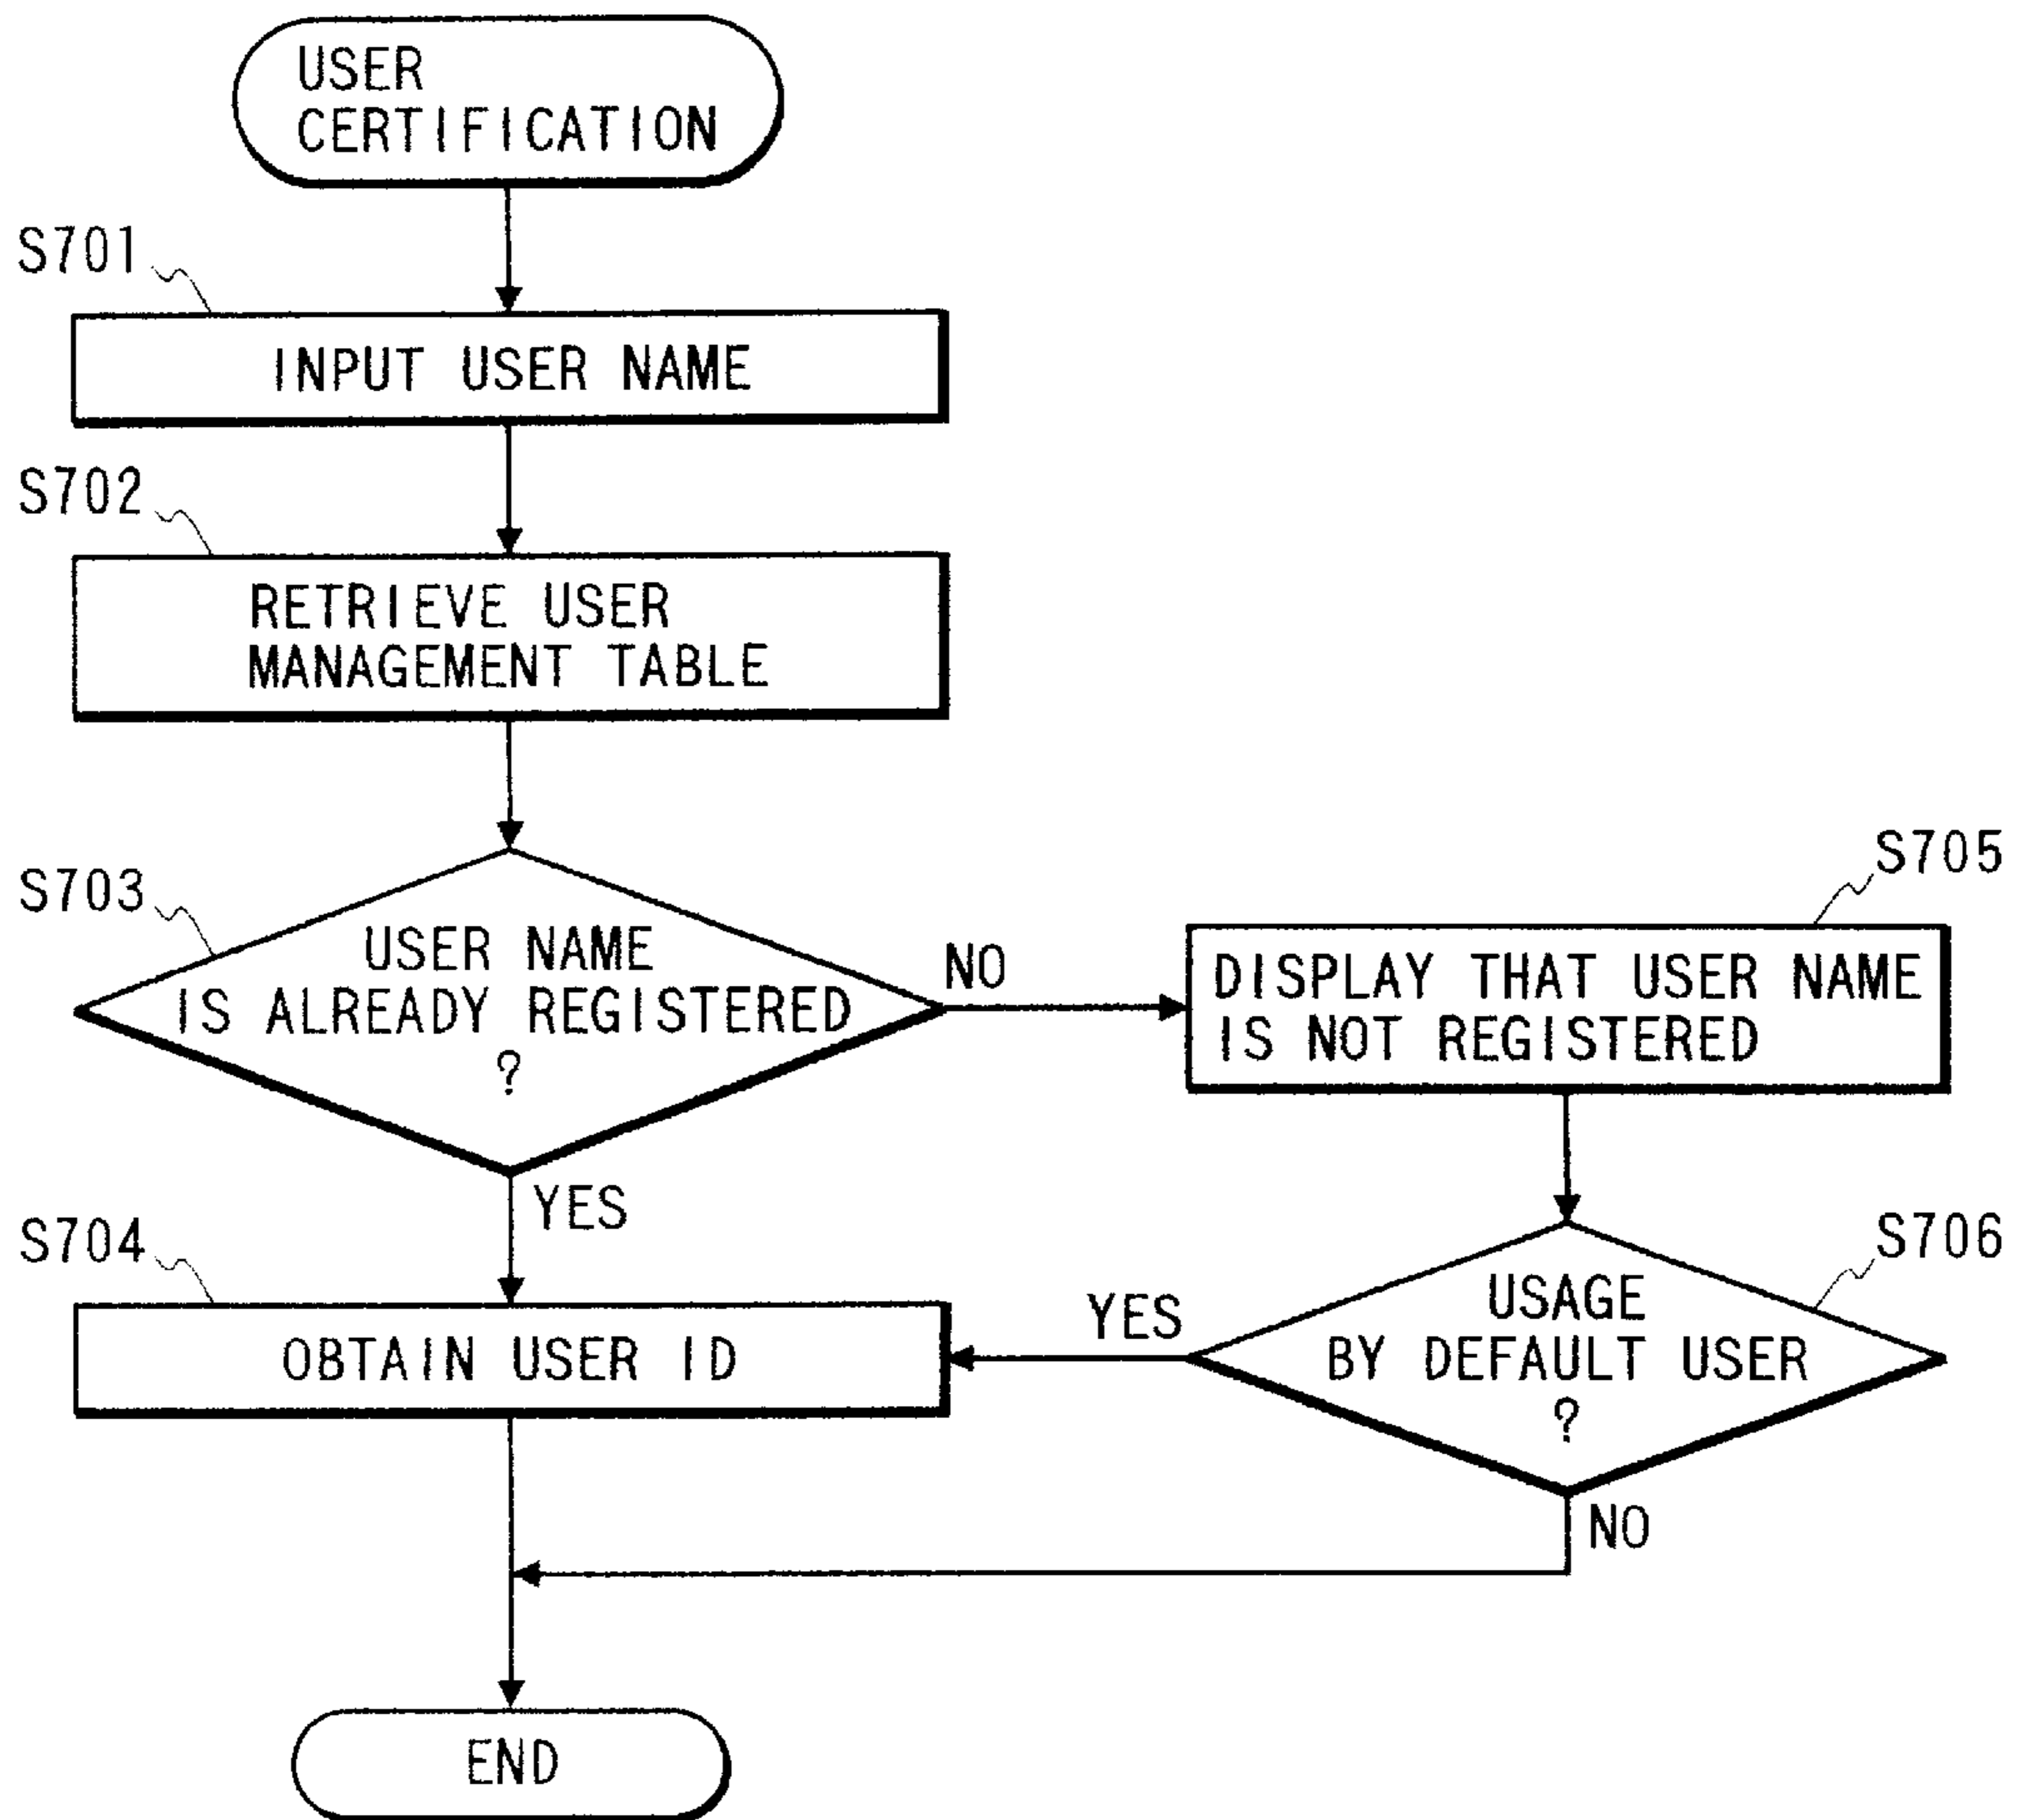 USER
CERTIFICATION
S701
INPUT USER NAME
S702
RETRIEVE USER
MANAGEMENT TABLE
S703
USER NAME
IS ALREADY REGISTERED
?
NO
YES
S705
DISPLAY THAT USER NAME
IS NOT REGISTERED
S704
OBTAIN USER ID
S706
USAGE
BY DEFAULT USER
?
YES
NO
END